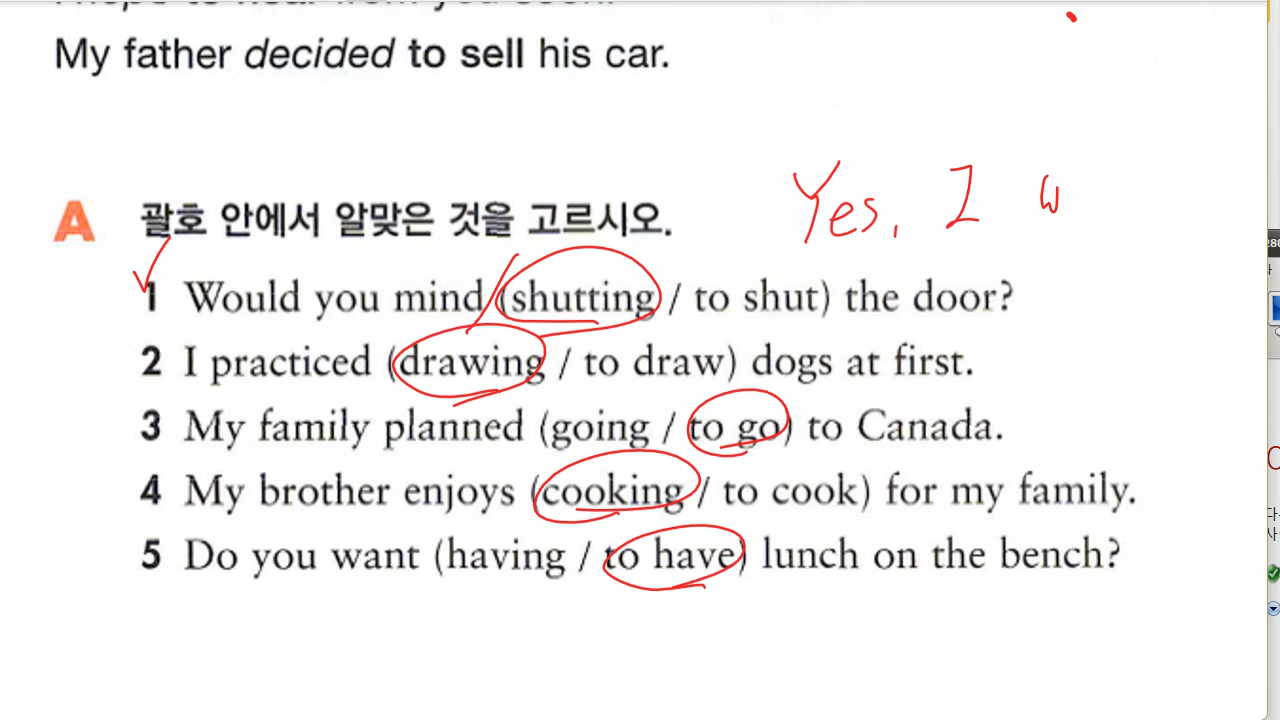 My father decided to sell his car.
A 괄호 안에서 알맞은 것을 고르시오.
Yes, I w
1 Would you mind (shutting / to shut) the door?
2 I practiced (drawing / to draw) dogs at first.
3 My family planned (going / to go) to Canada.
4 My brother enjoys (cooking / to cook) for my family.
5 Do you want (having / to have) lunch on the bench?